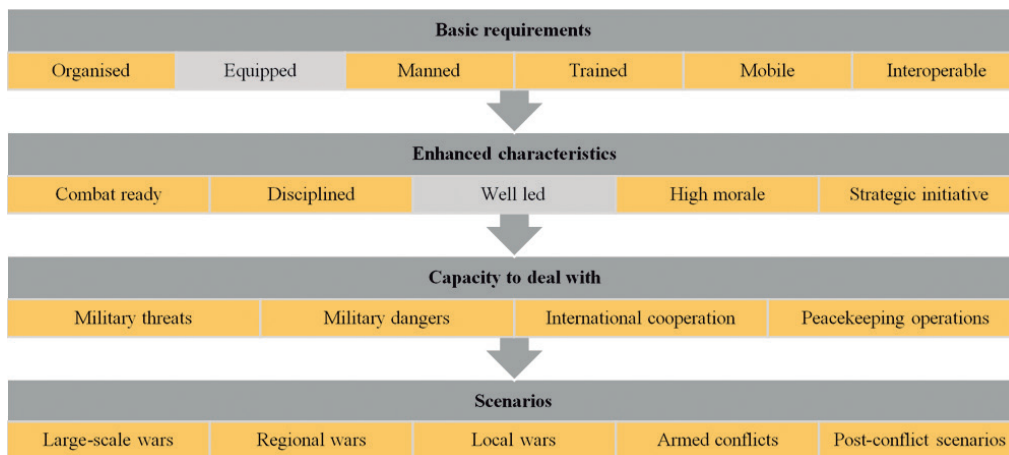 Basic requirements
Organised Equipped Manned Trained Mobile Interoperable
Enhanced characteristics
Combat ready Disciplined Well led High morale Strategic initiative
Capacity to deal with
Military threats Military dangers International cooperation Peacekeeping operations
Scenarios
Large-scale wars Regional wars Local wars Armed conflicts Post-conflict scenarios